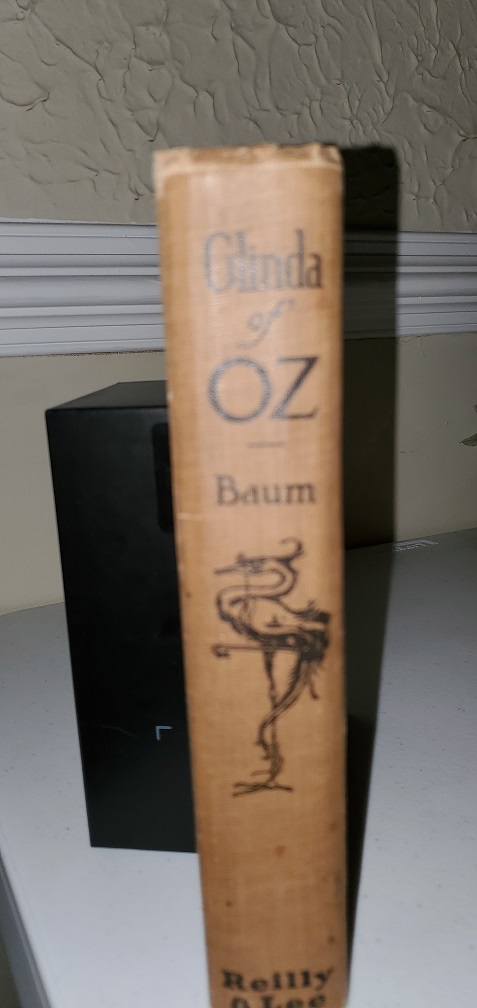 Glinda
of
OZ
Baum
Reilly
& Lee